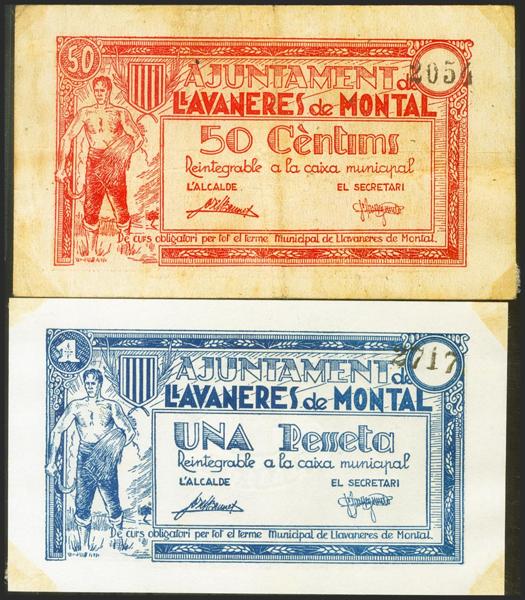 50
2051
AJUNTAMENT de
LLAVANERES de MONTAL
50 Cèntims
Reintegrable a la caixa municipal
L'ALCALDE EL SECRETARI
De curs obligatori per tot el terme Municipal de Llavaneres de Montal.
1
2717
AJUNTAMENT de
LLAVANERES de MONTAL
UNA Pesseta
Reintegrable a la caixa municipal
L'ALCALDE EL SECRETARI
De curs obligatori per tot el terme Municipal de Llavaneres de Montal.